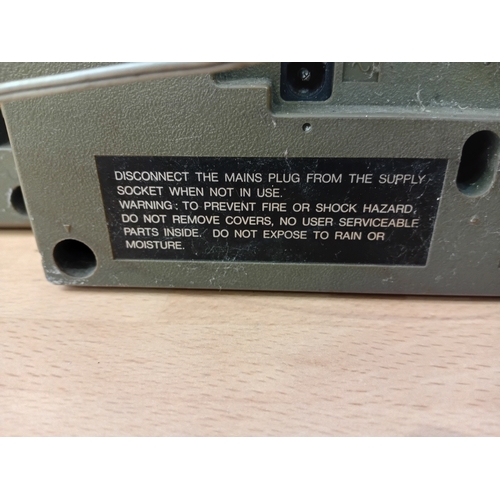 DISCONNECT THE MAINS PLUG FROM THE SUPPLY
SOCKET WHEN NOT IN USE.
WARNING: TO PREVENT FIRE OR SHOCK HAZARD,
DO NOT REMOVE COVERS, NO USER SERVICEABLE
PARTS INSIDE. DO NOT EXPOSE TO RAIN OR
MOISTURE.